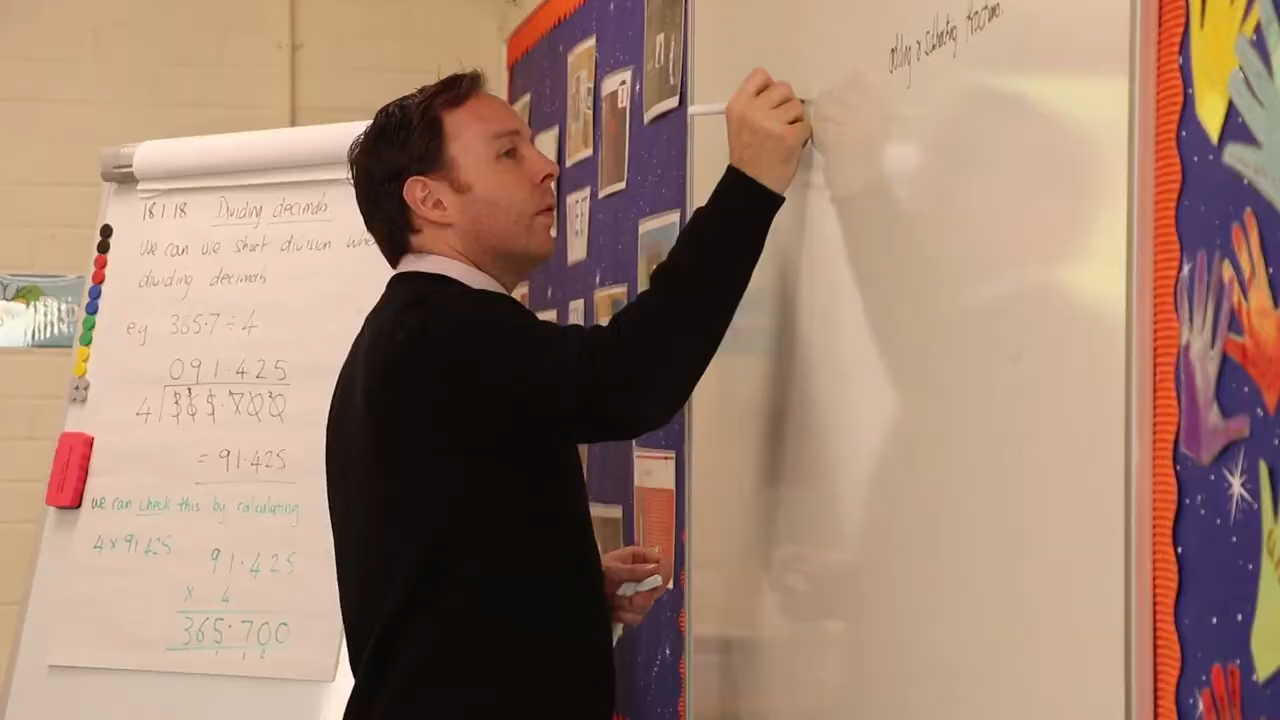 18.1.18 Dividing decimals.
We can use short division when
dividing decimals
eg 365.7 ÷ 4
091.425
4 365.700
= 91.425
we can check this by calculating
4 x 91.425
91.425
x 4
365.700
adding & subtracting fractions.